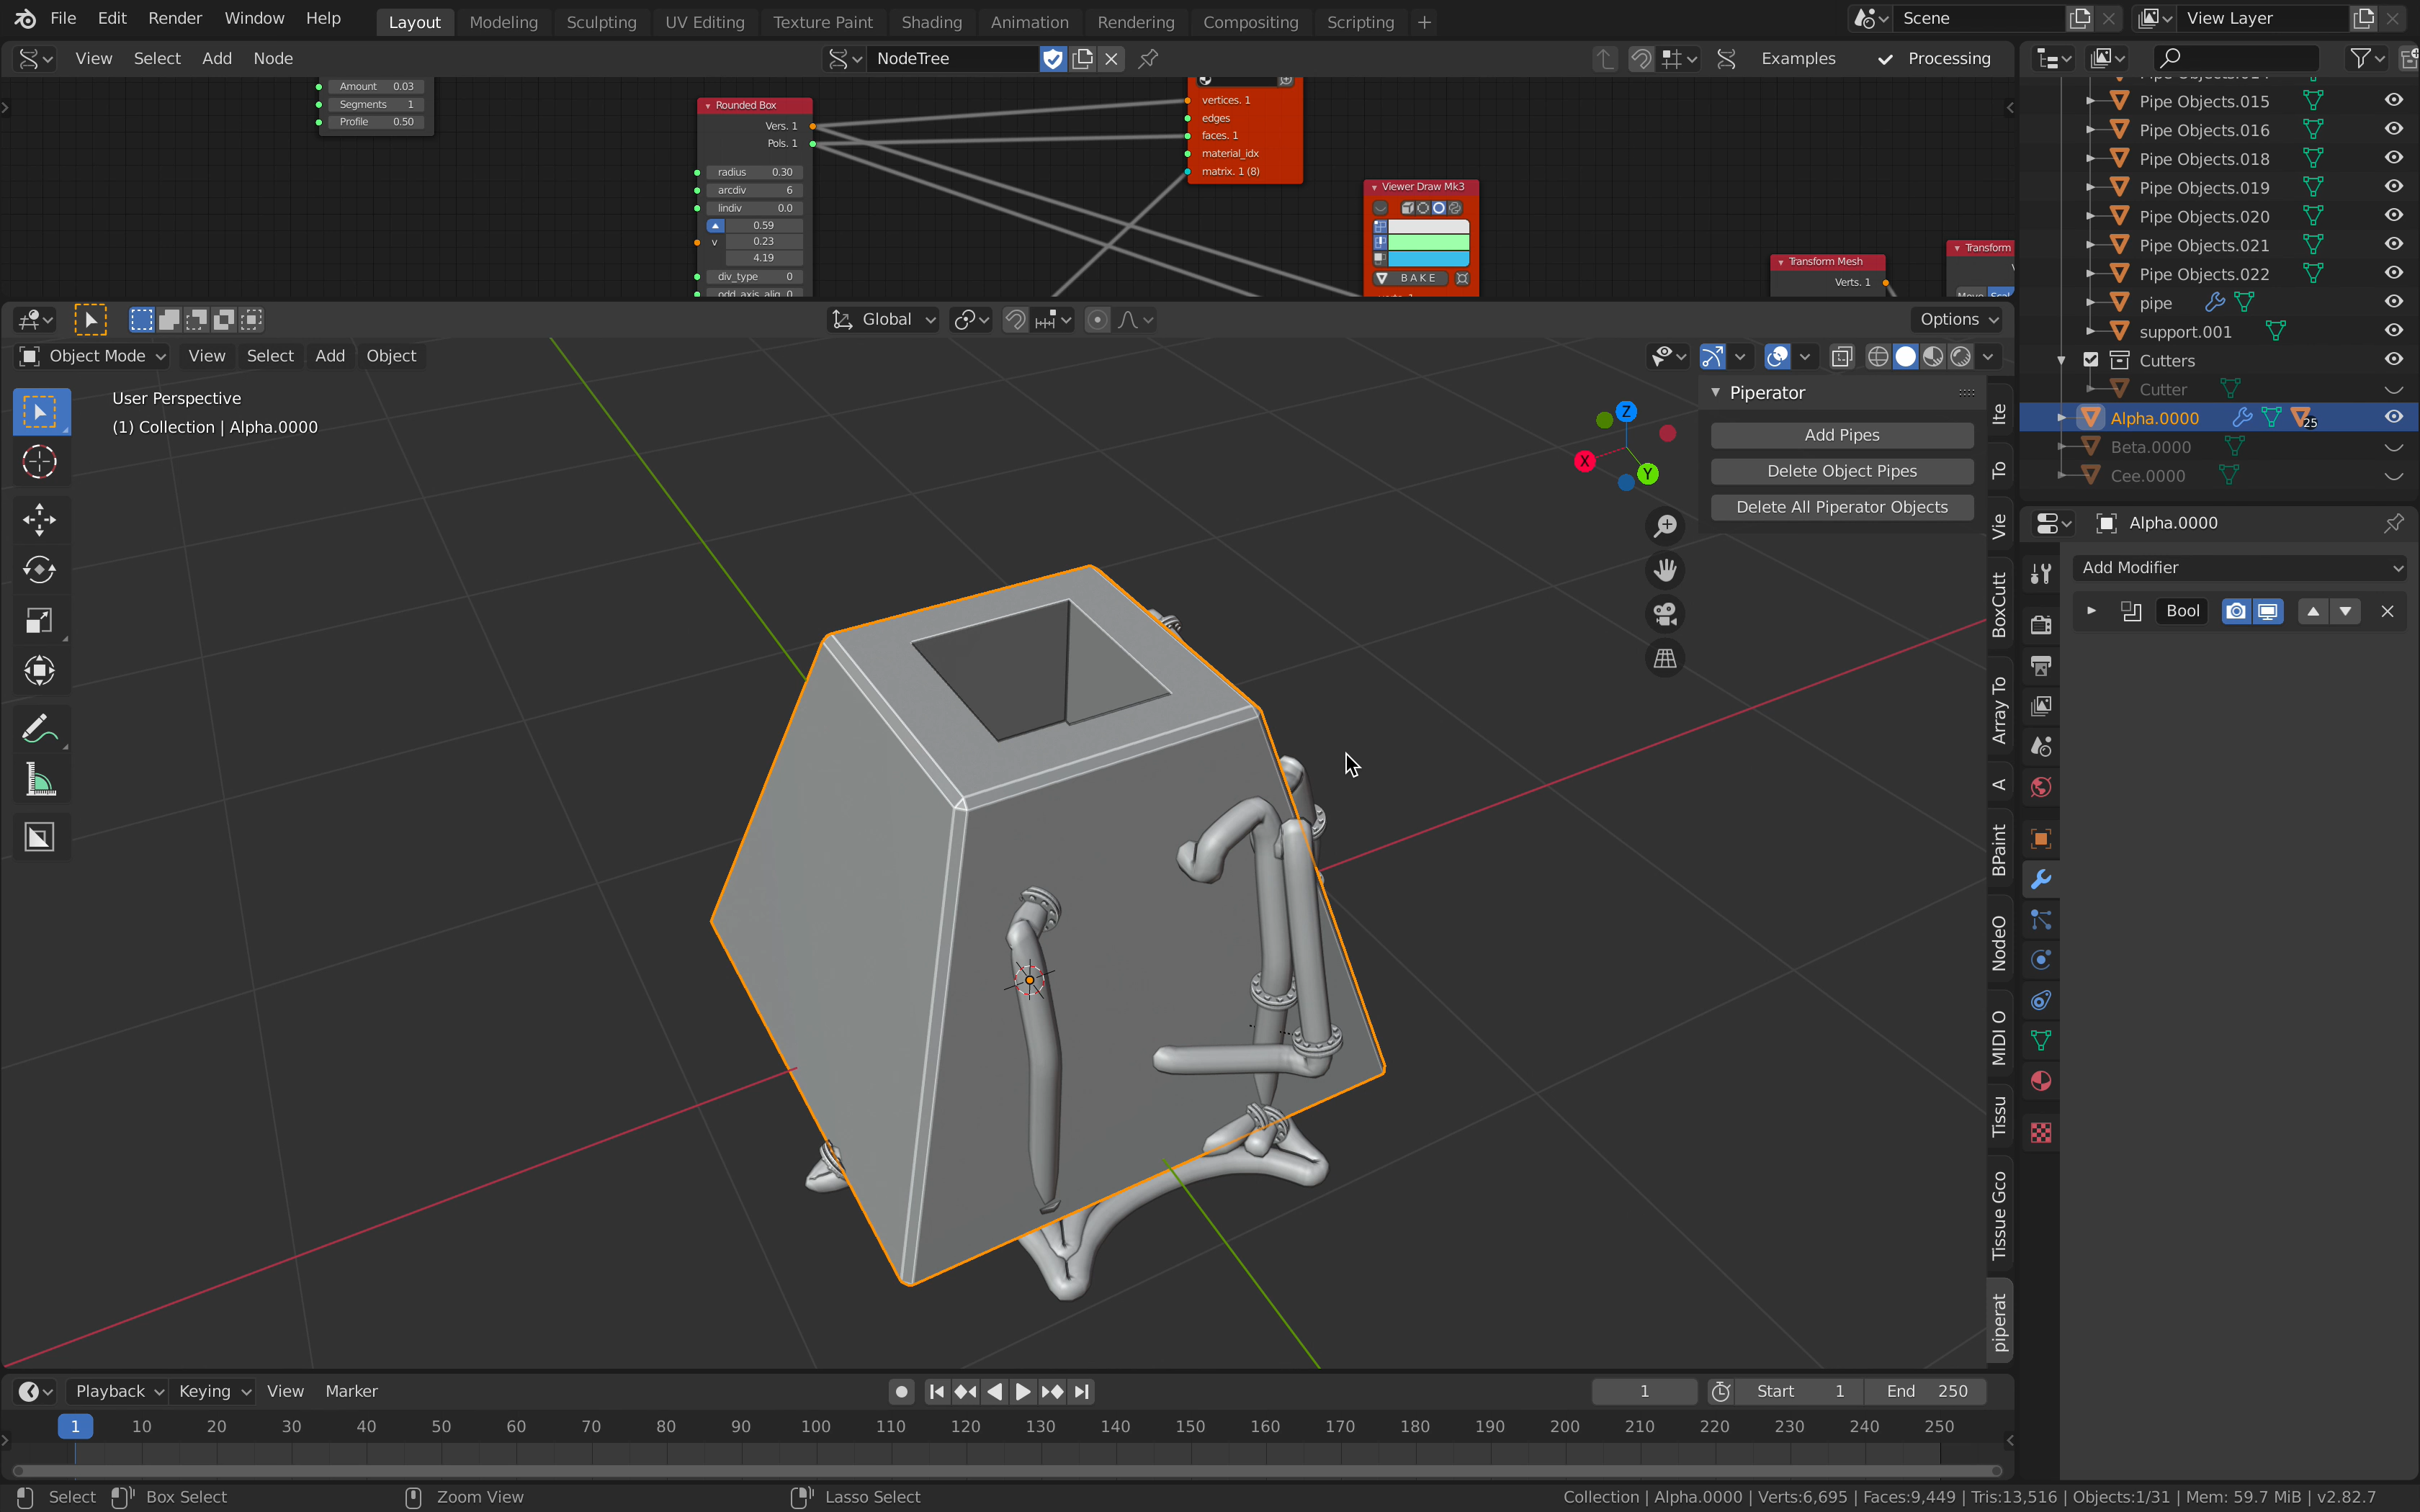 File Edit Render Window Help Layout Modeling Sculpting UV Editing Texture Paint Shading Animation Rendering Compositing Scripting + Scene View Layer
View Select Add Node NodeTree Examples Processing
Amount 0.03
Segments 1
Profile 0.50
Rounded Box
Vers. 1
Pols. 1
radius 0.30
arcdiv 6
lindiv 0.0
0.59
v 0.23
4.19
div_type 0
odd_axis_alig 0
vertices. 1
edges
faces. 1
material_idx
matrix. 1 (8)
Viewer Draw Mk3
BAKE
Transform Mesh
Verts. 1
Transform
Global Options
Object Mode View Select Add Object
User Perspective
(1) Collection | Alpha.0000
Z
X
Y
Piperator
Add Pipes
Delete Object Pipes
Delete All Piperator Objects
Ite
To
Vie
BoxCutt
Array To
A
BPaint
NodeO
MIDI O
Tissu
Tissue Gco
piperat
Pipe Objects.015
Pipe Objects.016
Pipe Objects.018
Pipe Objects.019
Pipe Objects.020
Pipe Objects.021
Pipe Objects.022
pipe
support.001
Cutters
Cutter
Alpha.0000 25
Beta.0000
Cee.0000
Alpha.0000
Add Modifier
Bool
Playback Keying View Marker 1 Start 1 End 250
1 10 20 30 40 50 60 70 80 90 100 110 120 130 140 150 160 170 180 190 200 210 220 230 240 250
Select Box Select Zoom View Lasso Select Collection | Alpha.0000 | Verts:6,695 | Faces:9,449 | Tris:13,516 | Objects:1/31 | Mem: 59.7 MiB | v2.82.7